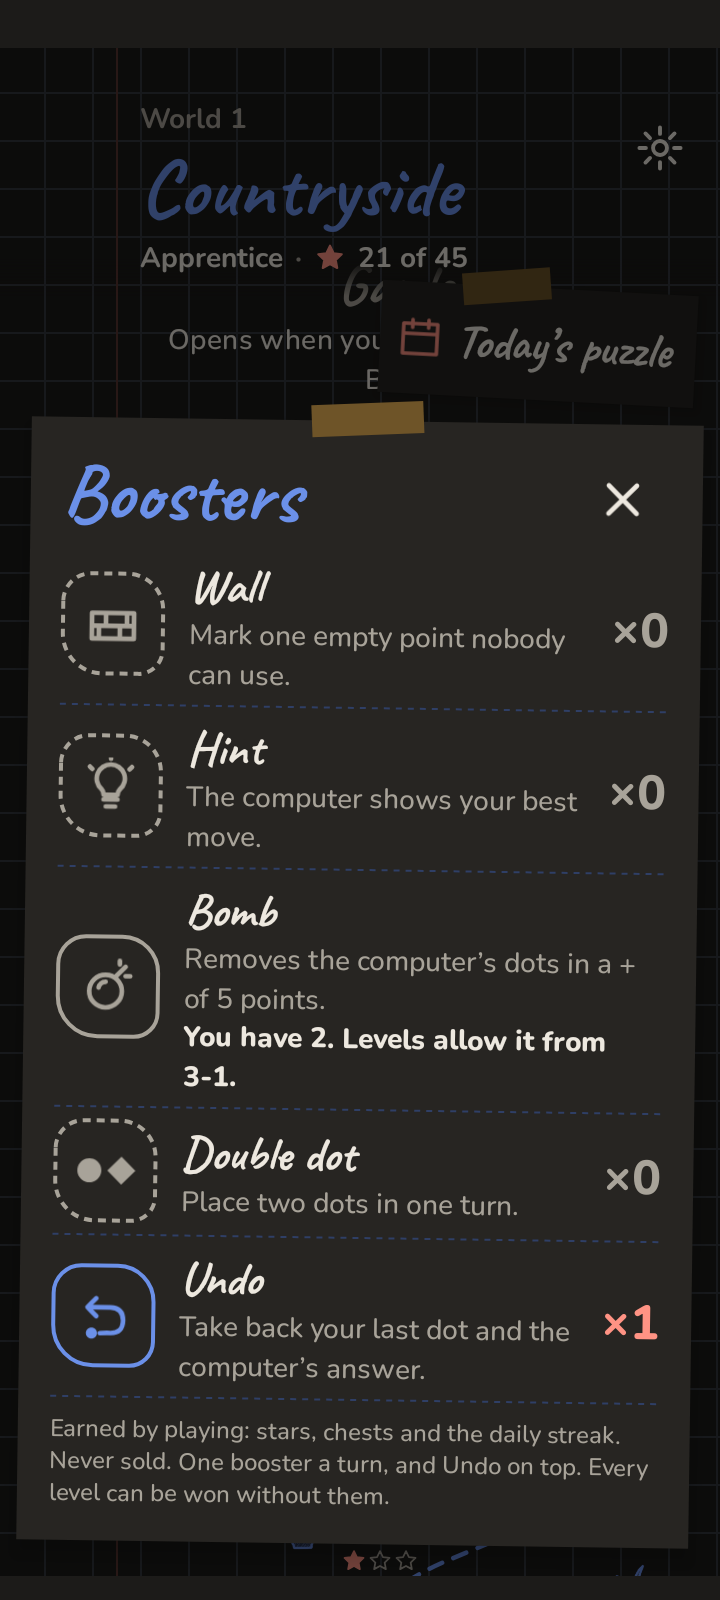 World 1
Countryside
Apprentice · ★ 21 of 45
Opens when you
Today's puzzle
Boosters
Wall
Mark one empty point nobody
can use.
×0
Hint
The computer shows your best
move.
×0
Bomb
Removes the computer's dots in a +
of 5 points.
You have 2. Levels allow it from
3-1.
Double dot
Place two dots in one turn.
×0
Undo
Take back your last dot and the
computer's answer.
×1
Earned by playing: stars, chests and the daily streak.
Never sold. One booster a turn, and Undo on top. Every
level can be won without them.